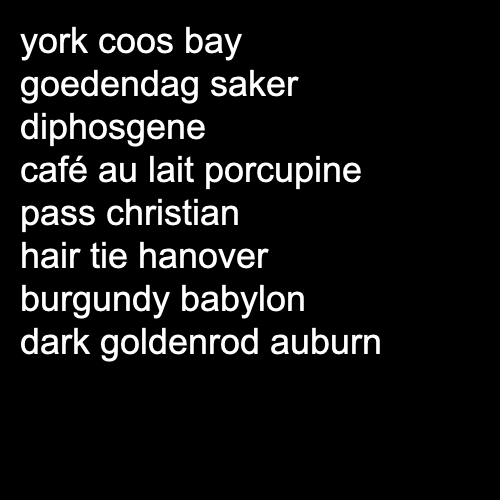 york coos bay
goedendag saker
diphosgene
café au lait porcupine
pass christian
hair tie hanover
burgundy babylon
dark goldenrod auburn